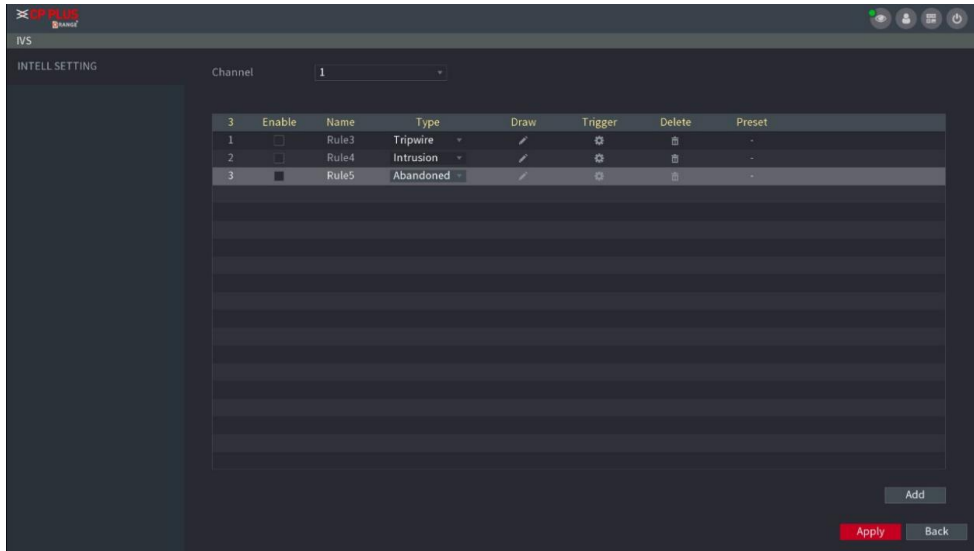 CP PLUS
ORANGE
IVS
INTELL SETTING
Channel 1
3 Enable Name Type Draw Trigger Delete Preset
1 Rule3 Tripwire -
2 Rule4 Intrusion -
3 Rule5 Abandoned -
Add
Apply Back